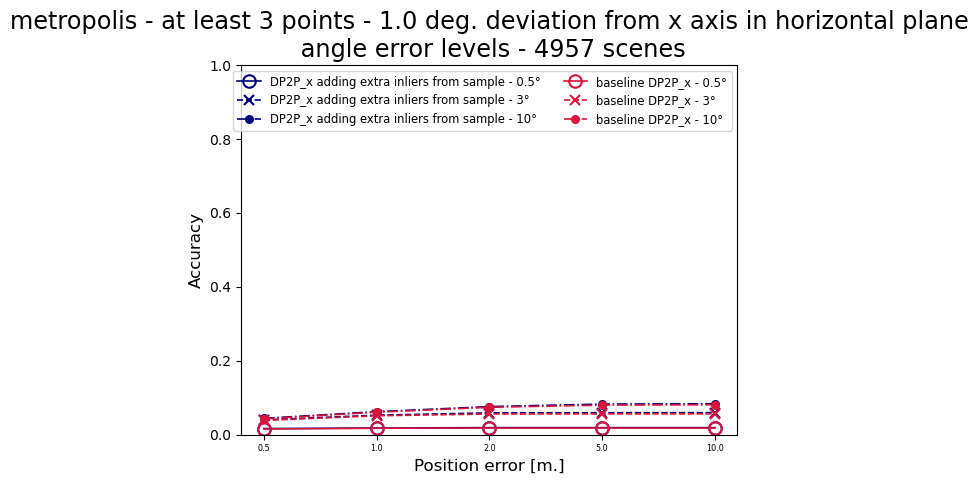 metropolis - at least 3 points - 1.0 deg. deviation from x axis in horizontal plane
angle error levels - 4957 scenes
DP2P_x adding extra inliers from sample - 0.5°
DP2P_x adding extra inliers from sample - 3°
DP2P_x adding extra inliers from sample - 10°
baseline DP2P_x - 0.5°
baseline DP2P_x - 3°
baseline DP2P_x - 10°
Accuracy
1.0
0.8
0.6
0.4
0.2
0.0
0.5 1.0 2.0 5.0 10.0
Position error [m.]